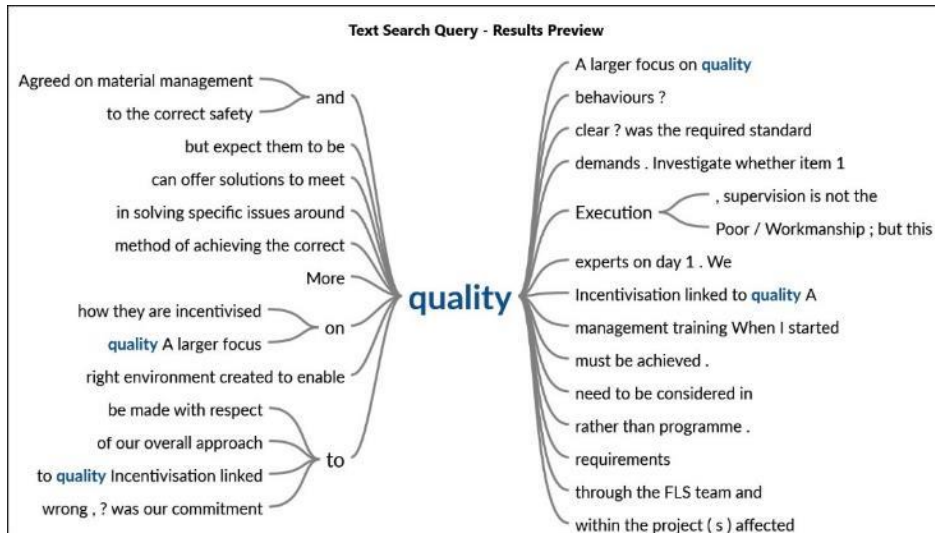 Text Search Query - Results Preview
Agreed on material management
to the correct safety
and
but expect them to be
can offer solutions to meet
in solving specific issues around
method of achieving the correct
More
how they are incentivised
quality A larger focus
on
right environment created to enable
be made with respect
of our overall approach
to quality Incentivisation linked
wrong , ? was our commitment
to
quality
A larger focus on quality
behaviours ?
clear ? was the required standard
demands . Investigate whether item 1
Execution
, supervision is not the
Poor / Workmanship ; but this
experts on day 1 . We
Incentivisation linked to quality A
management training When I started
must be achieved .
need to be considered in
rather than programme .
requirements
through the FLS team and
within the project ( s ) affected